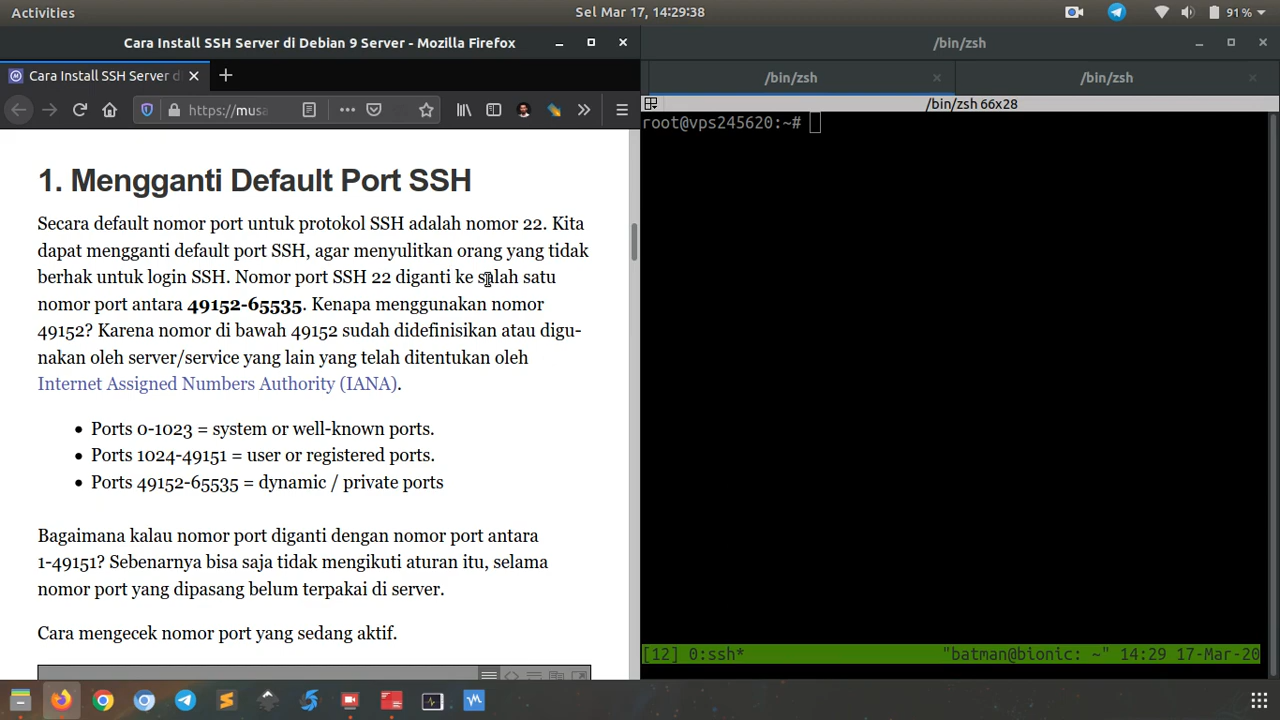 Activities
Sel Mar 17, 14:29:38
91%
Cara Install SSH Server di Debian 9 Server - Mozilla Firefox
/bin/zsh
Cara Install SSH Server d
/bin/zsh
/bin/zsh
https://musa
/bin/zsh 66x28
root@vps245620:~#
1. Mengganti Default Port SSH
Secara default nomor port untuk protokol SSH adalah nomor 22. Kita
dapat mengganti default port SSH, agar menyulitkan orang yang tidak
berhak untuk login SSH. Nomor port SSH 22 diganti ke salah satu
nomor port antara 49152-65535. Kenapa menggunakan nomor
49152? Karena nomor di bawah 49152 sudah didefinisikan atau digu-
nakan oleh server/service yang lain yang telah ditentukan oleh
Internet Assigned Numbers Authority (IANA).
• Ports 0-1023 = system or well-known ports.
• Ports 1024-49151 = user or registered ports.
• Ports 49152-65535 = dynamic / private ports
Bagaimana kalau nomor port diganti dengan nomor port antara
1-49151? Sebenarnya bisa saja tidak mengikuti aturan itu, selama
nomor port yang dipasang belum terpakai di server.
Cara mengecek nomor port yang sedang aktif.
[12] 0:ssh* "batman@bionic: ~" 14:29 17-Mar-20